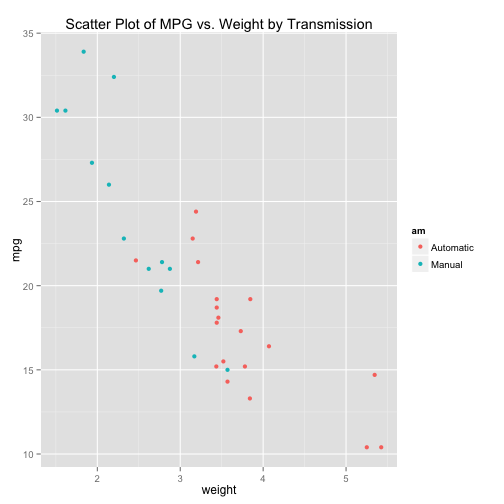 Scatter Plot of MPG vs. Weight by Transmission
35
30
25
20
15
10
mpg
2 3 4 5
weight
am
Automatic
Manual